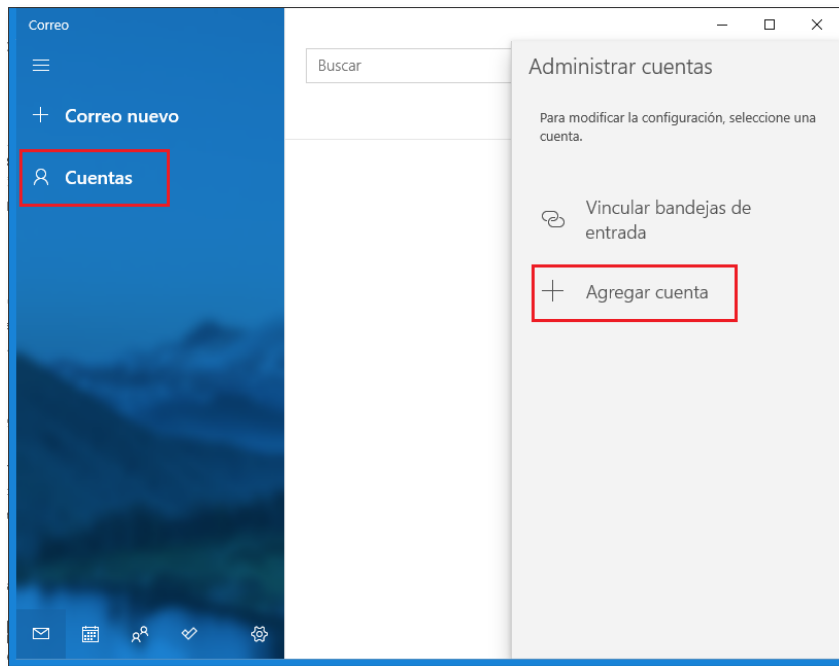 Correo
Correo nuevo
Cuentas
Buscar
Administrar cuentas
Para modificar la configuración, seleccione una
cuenta.
Vincular bandejas de
entrada
Agregar cuenta